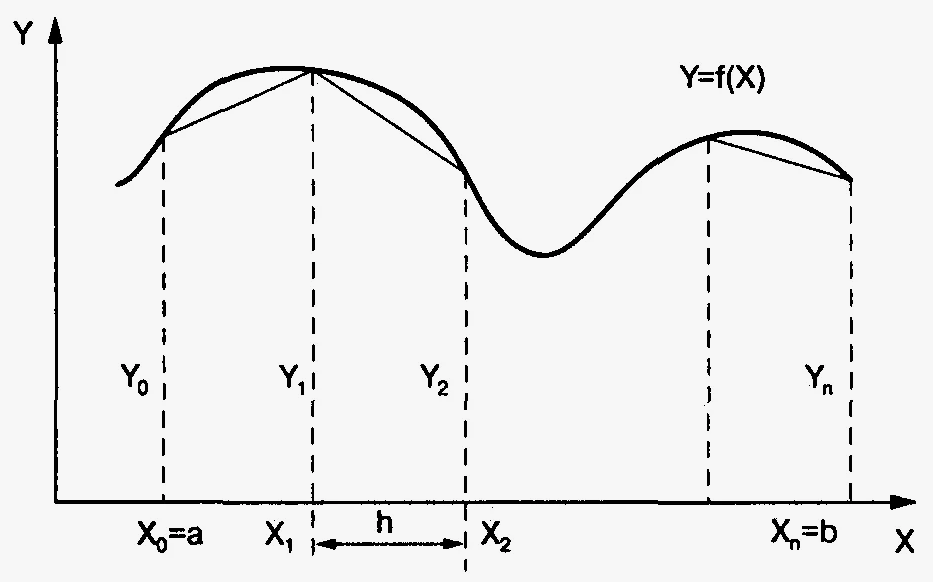 Y
Y=f(X)
Y₀ Y₁ Y₂ Yₙ
X₀=a X₁ h X₂ Xₙ=b X